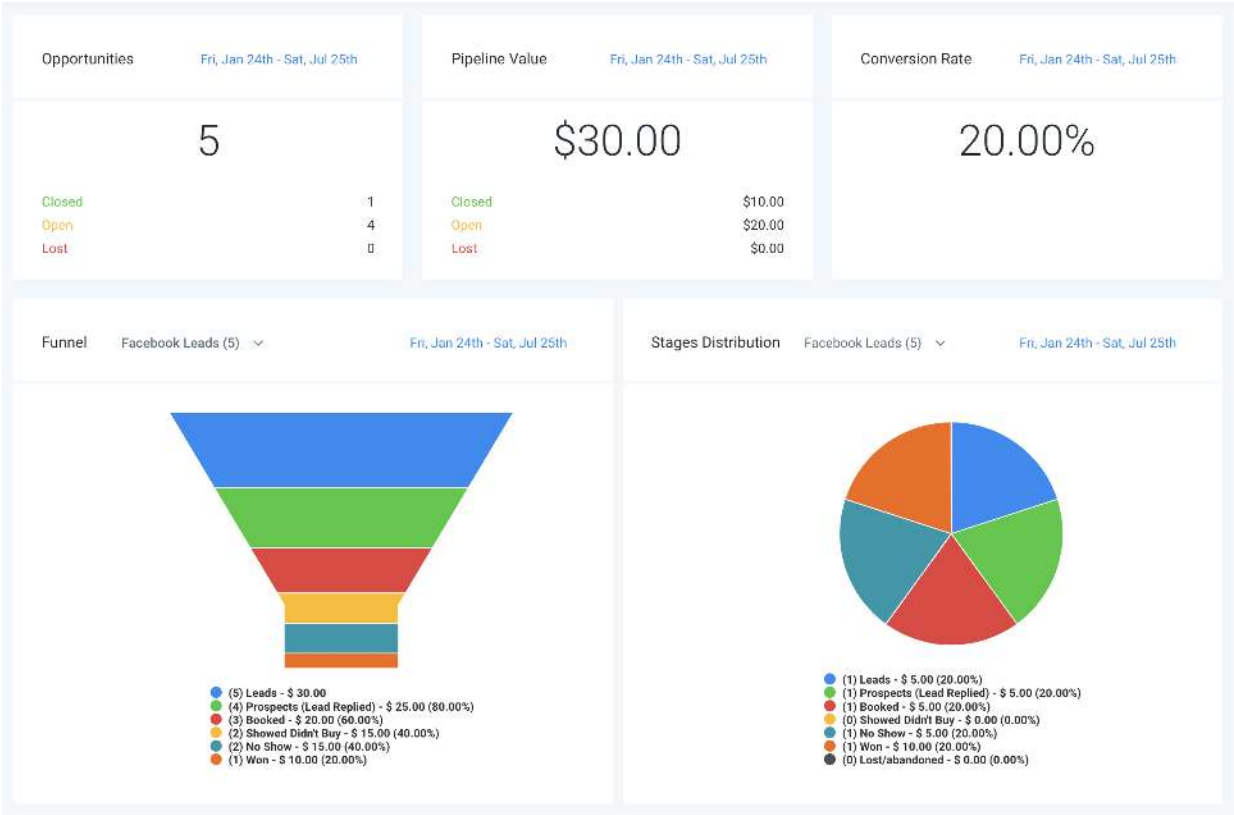 Opportunities
Fri, Jan 24th - Sat, Jul 25th
5
Closed 1
Open 4
Lost 0
Pipeline Value
Fri, Jan 24th - Sat, Jul 25th
$30.00
Closed $10.00
Open $20.00
Lost $0.00
Conversion Rate
Fri, Jan 24th - Sat, Jul 25th
20.00%
Funnel
Facebook Leads (5)
Fri, Jan 24th - Sat, Jul 25th
(5) Leads - $ 30.00
(4) Prospects (Lead Replied) - $ 25.00 (80.00%)
(3) Booked - $ 20.00 (60.00%)
(2) Showed Didn't Buy - $ 15.00 (40.00%)
(2) No Show - $ 15.00 (40.00%)
(1) Won - $ 10.00 (20.00%)
Stages Distribution
Facebook Leads (5)
Fri, Jan 24th - Sat, Jul 25th
(1) Leads - $ 5.00 (20.00%)
(1) Prospects (Lead Replied) - $ 5.00 (20.00%)
(1) Booked - $ 5.00 (20.00%)
(0) Showed Didn't Buy - $ 0.00 (0.00%)
(1) No Show - $ 5.00 (20.00%)
(1) Won - $ 10.00 (20.00%)
(0) Lost/abandoned - $ 0.00 (0.00%)